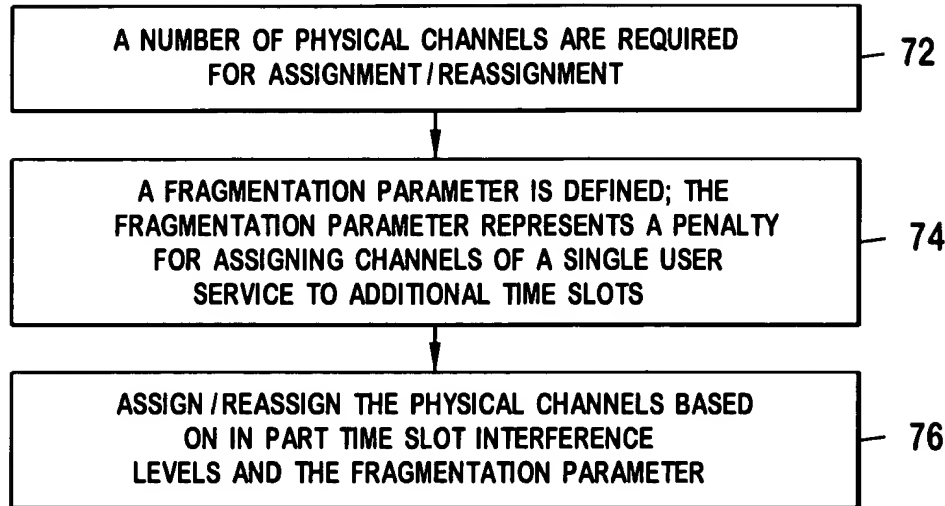 A NUMBER OF PHYSICAL CHANNELS ARE REQUIRED
FOR ASSIGNMENT/REASSIGNMENT
72
A FRAGMENTATION PARAMETER IS DEFINED; THE
FRAGMENTATION PARAMETER REPRESENTS A PENALTY
FOR ASSIGNING CHANNELS OF A SINGLE USER
SERVICE TO ADDITIONAL TIME SLOTS
74
ASSIGN/REASSIGN THE PHYSICAL CHANNELS BASED
ON IN PART TIME SLOT INTERFERENCE
LEVELS AND THE FRAGMENTATION PARAMETER
76